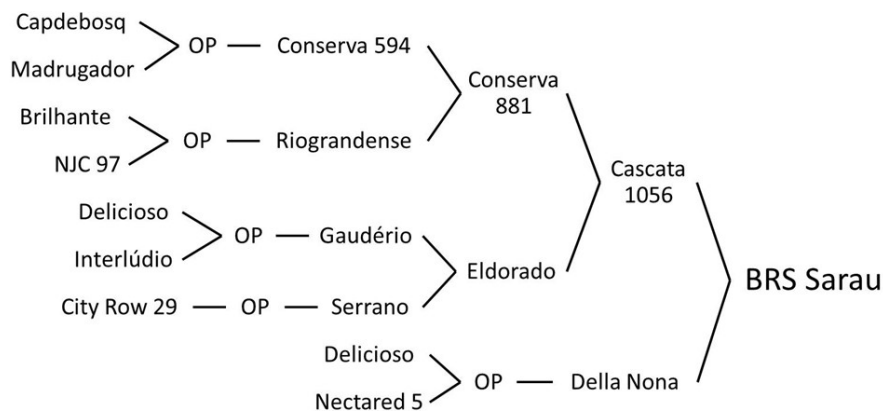 Capdebosq
OP
Conserva 594
Madrugador
Conserva
881
Brilhante
OP
Riograndense
NJC 97
Cascata
1056
Delicioso
OP
Gaudério
Interlúdio
Eldorado
BRS Sarau
City Row 29
OP
Serrano
Delicioso
OP
Della Nona
Nectared 5